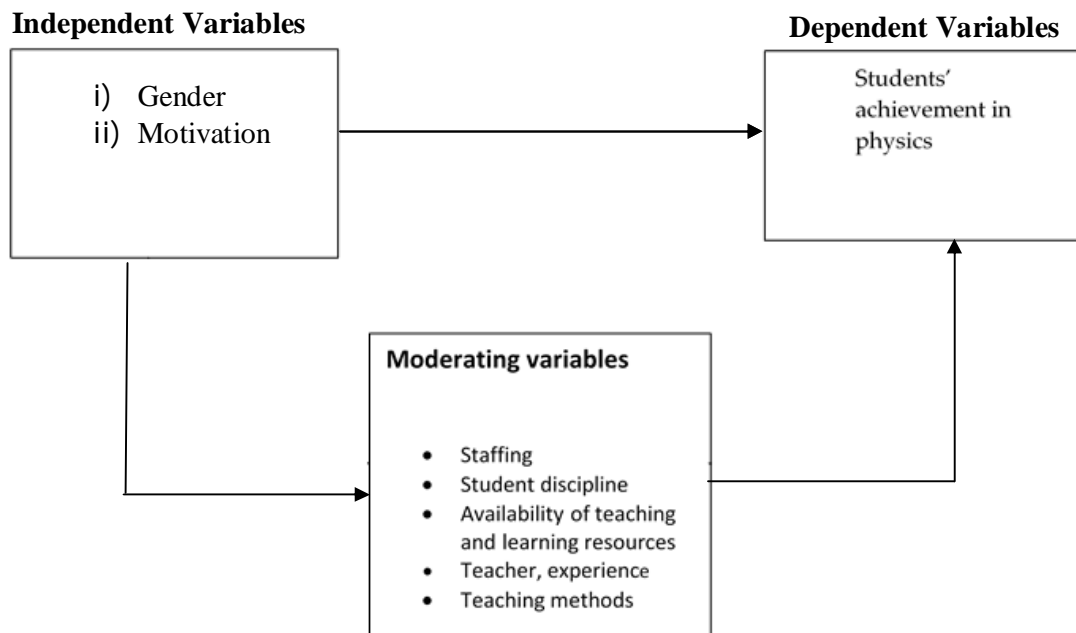 Independent Variables
i) Gender
ii) Motivation
Dependent Variables
Students’
achievement in
physics
Moderating variables
• Staffing
• Student discipline
• Availability of teaching
and learning resources
• Teacher, experience
• Teaching methods